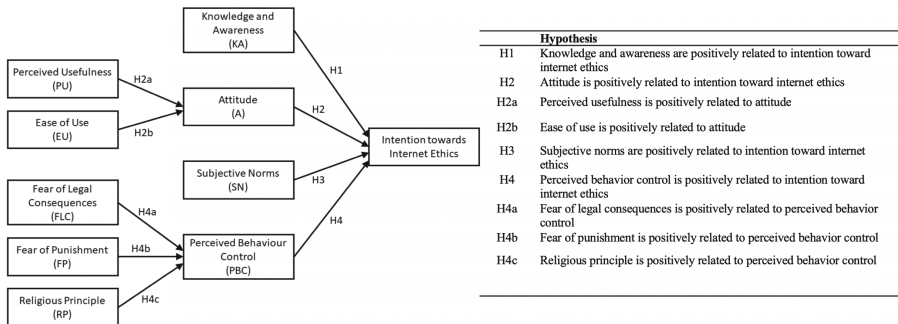 Knowledge and
Awareness
(KA)
H1
Perceived Usefulness
(PU)
H2a
Ease of Use
(EU)
H2b
Attitude
(A)
H2
Intention towards
Internet Ethics
Subjective Norms
(SN)
H3
Fear of Legal
Consequences
(FLC)
H4a
Fear of Punishment
(FP)
H4b
Perceived Behaviour
Control
(PBC)
H4
Religious Principle
(RP)
H4c
Hypothesis
H1 Knowledge and awareness are positively related to intention toward
internet ethics
H2 Attitude is positively related to intention toward internet ethics
H2a Perceived usefulness is positively related to attitude
H2b Ease of use is positively related to attitude
H3 Subjective norms are positively related to intention toward internet
ethics
H4 Perceived behavior control is positively related to intention toward
internet ethics
H4a Fear of legal consequences is positively related to perceived behavior
control
H4b Fear of punishment is positively related to perceived behavior control
H4c Religious principle is positively related to perceived behavior control